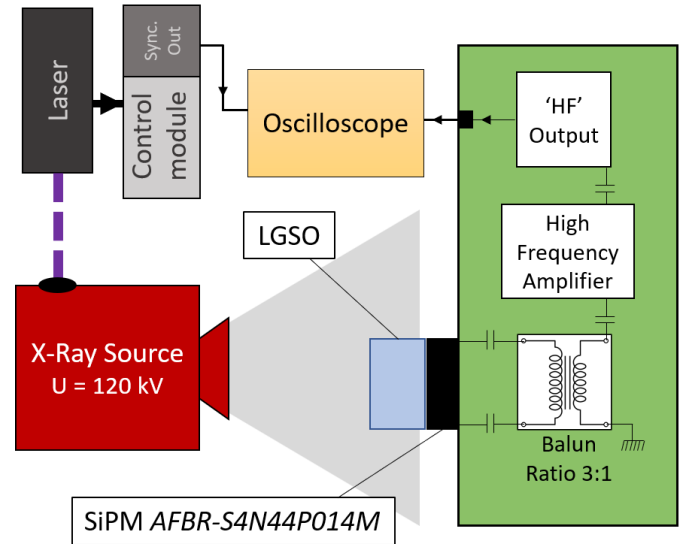 Laser
Sync.
Out
Control
module
Oscilloscope
‘HF’
Output
High
Frequency
Amplifier
LGSO
X-Ray Source
U = 120 kV
Balun
Ratio 3:1
SiPM AFBR-S4N44P014M